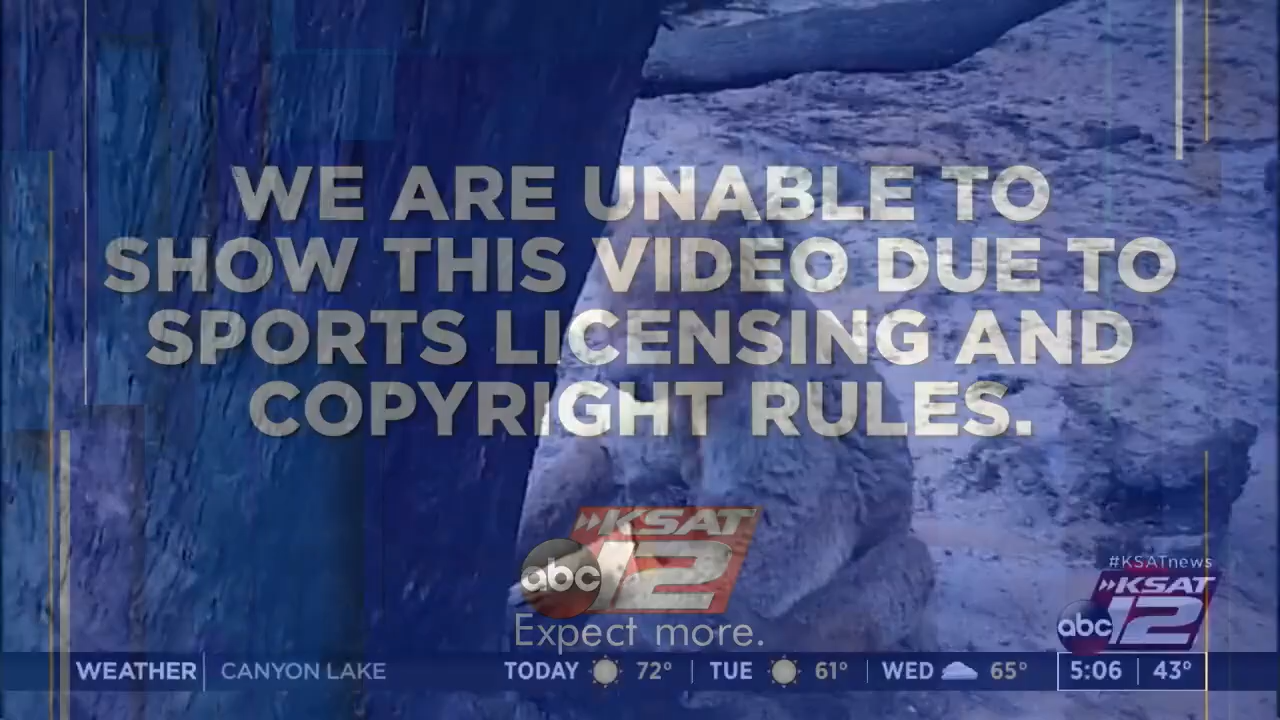 WE ARE UNABLE TO
SHOW THIS VIDEO DUE TO
SPORTS LICENSING AND
COPYRIGHT RULES.
KSAT
abc 12
Expect more.
#KSATnews
KSAT
abc 12
WEATHER CANYON LAKE TODAY 72° TUE 61° WED 65° 5:06 43°